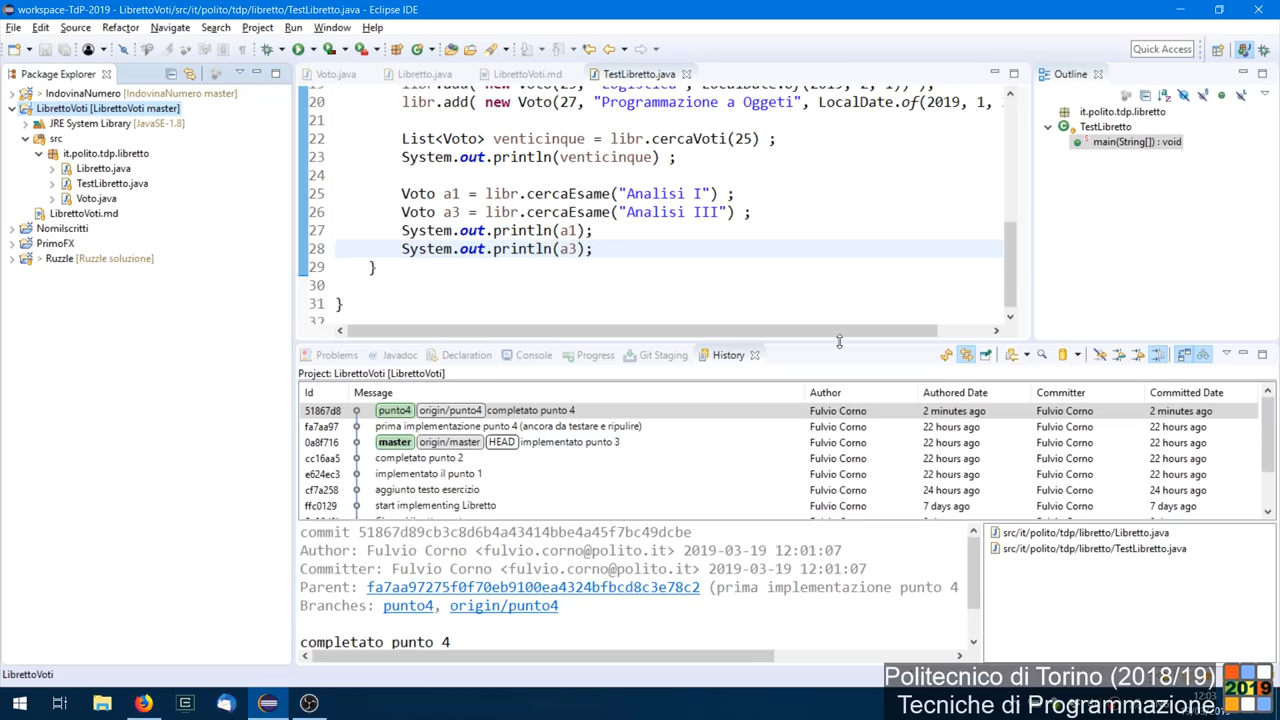 workspace-TdP-2019 - LibrettoVoti/src/it/polito/tdp/libretto/TestLibretto.java - Eclipse IDE
File Edit Source Refactor Navigate Search Project Run Window Help
Quick Access
Package Explorer
Voto.java Libretto.java LibrettoVoti.md TestLibretto.java
Outline
> IndovinaNumero [IndovinaNumero master]
LibrettoVoti [LibrettoVoti master]
JRE System Library [JavaSE-1.8]
src
it.polito.tdp.libretto
Libretto.java
TestLibretto.java
Voto.java
LibrettoVoti.md
NomiIscritti
PrimoFX
> Ruzzle [Ruzzle soluzione]
20 libr.add( new Voto(27, "Programmazione a Oggeti", LocalDate.of(2019, 1,
21
22 List<Voto> venticinque = libr.cercaVoti(25) ;
23 System.out.println(venticinque) ;
24
25 Voto a1 = libr.cercaEsame("Analisi I") ;
26 Voto a3 = libr.cercaEsame("Analisi III") ;
27 System.out.println(a1);
28 System.out.println(a3);
29 }
30
31 }
32
it.polito.tdp.libretto
TestLibretto
main(String[]) : void
Problems Javadoc Declaration Console Progress Git Staging History
Project: LibrettoVoti [LibrettoVoti]
Id Message Author Authored Date Committer Committed Date
51867d8 punto4 origin/punto4 completato punto 4 Fulvio Corno 2 minutes ago Fulvio Corno 2 minutes ago
fa7aa97 prima implementazione punto 4 (ancora da testare e ripulire) Fulvio Corno 22 hours ago Fulvio Corno 22 hours ago
0a8f716 master origin/master HEAD implementato punto 3 Fulvio Corno 22 hours ago Fulvio Corno 22 hours ago
cc16aa5 completato punto 2 Fulvio Corno 22 hours ago Fulvio Corno 22 hours ago
e624ec3 implementato il punto 1 Fulvio Corno 22 hours ago Fulvio Corno 22 hours ago
cf7a258 aggiunto testo esercizio Fulvio Corno 24 hours ago Fulvio Corno 24 hours ago
ffc0129 start implementing Libretto Fulvio Corno 7 days ago Fulvio Corno 7 days ago
commit 51867d89cb3c8d6b4a43414bbe4a45f7bc49dcbe
Author: Fulvio Corno <fulvio.corno@polito.it> 2019-03-19 12:01:07
Committer: Fulvio Corno <fulvio.corno@polito.it> 2019-03-19 12:01:07
Parent: fa7aa97275f0f70eb9100ea4324bfbcd8c3e78c2 (prima implementazione punto 4
Branches: punto4, origin/punto4
completato punto 4
src/it/polito/tdp/libretto/Libretto.java
src/it/polito/tdp/libretto/TestLibretto.java
LibrettoVoti
Politecnico di Torino (2018/19)
Tecniche di Programmazione
2019
12:03